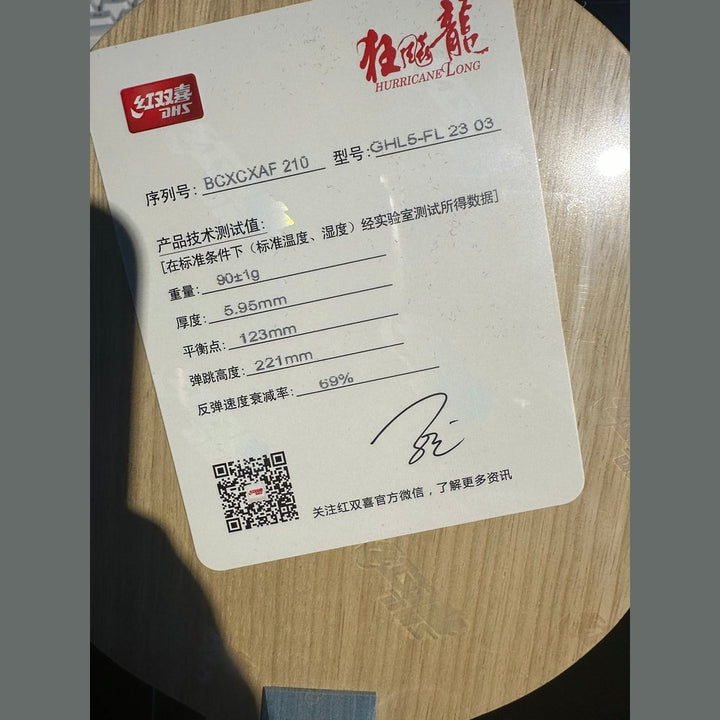 狂飚龍
HURRICANE LONG
红双喜
DHS
序列号: BCXCXAF 210 型号:GHL5-FL 23 03
产品技术测试值:
[在标准条件下（标准温度、湿度）经实验室测试所得数据]
重量: 90±1g
厚度: 5.95mm
平衡点: 123mm
弹跳高度: 221mm
反弹速度衰减率: 69%
关注红双喜官方微信，了解更多资讯